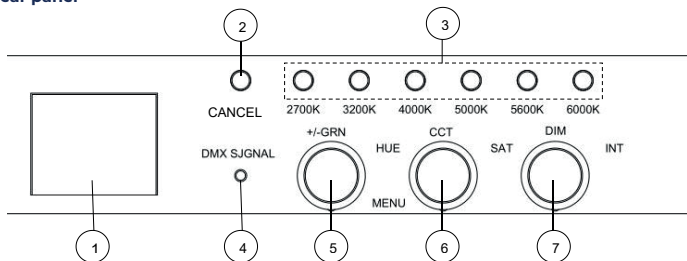 ear panel
2
3
CANCEL
2700K 3200K 4000K 5000K 5600K 6000K
DMX SJGNAL
+/-GRN HUE CCT SAT DIM INT
MENU
1 4 5 6 7